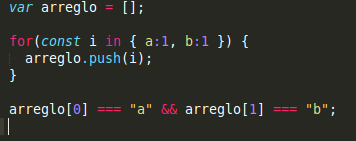 var arreglo = [];
for(const i in { a:1, b:1 }) {
  arreglo.push(i);
}
arreglo[0] === "a" && arreglo[1] === "b";